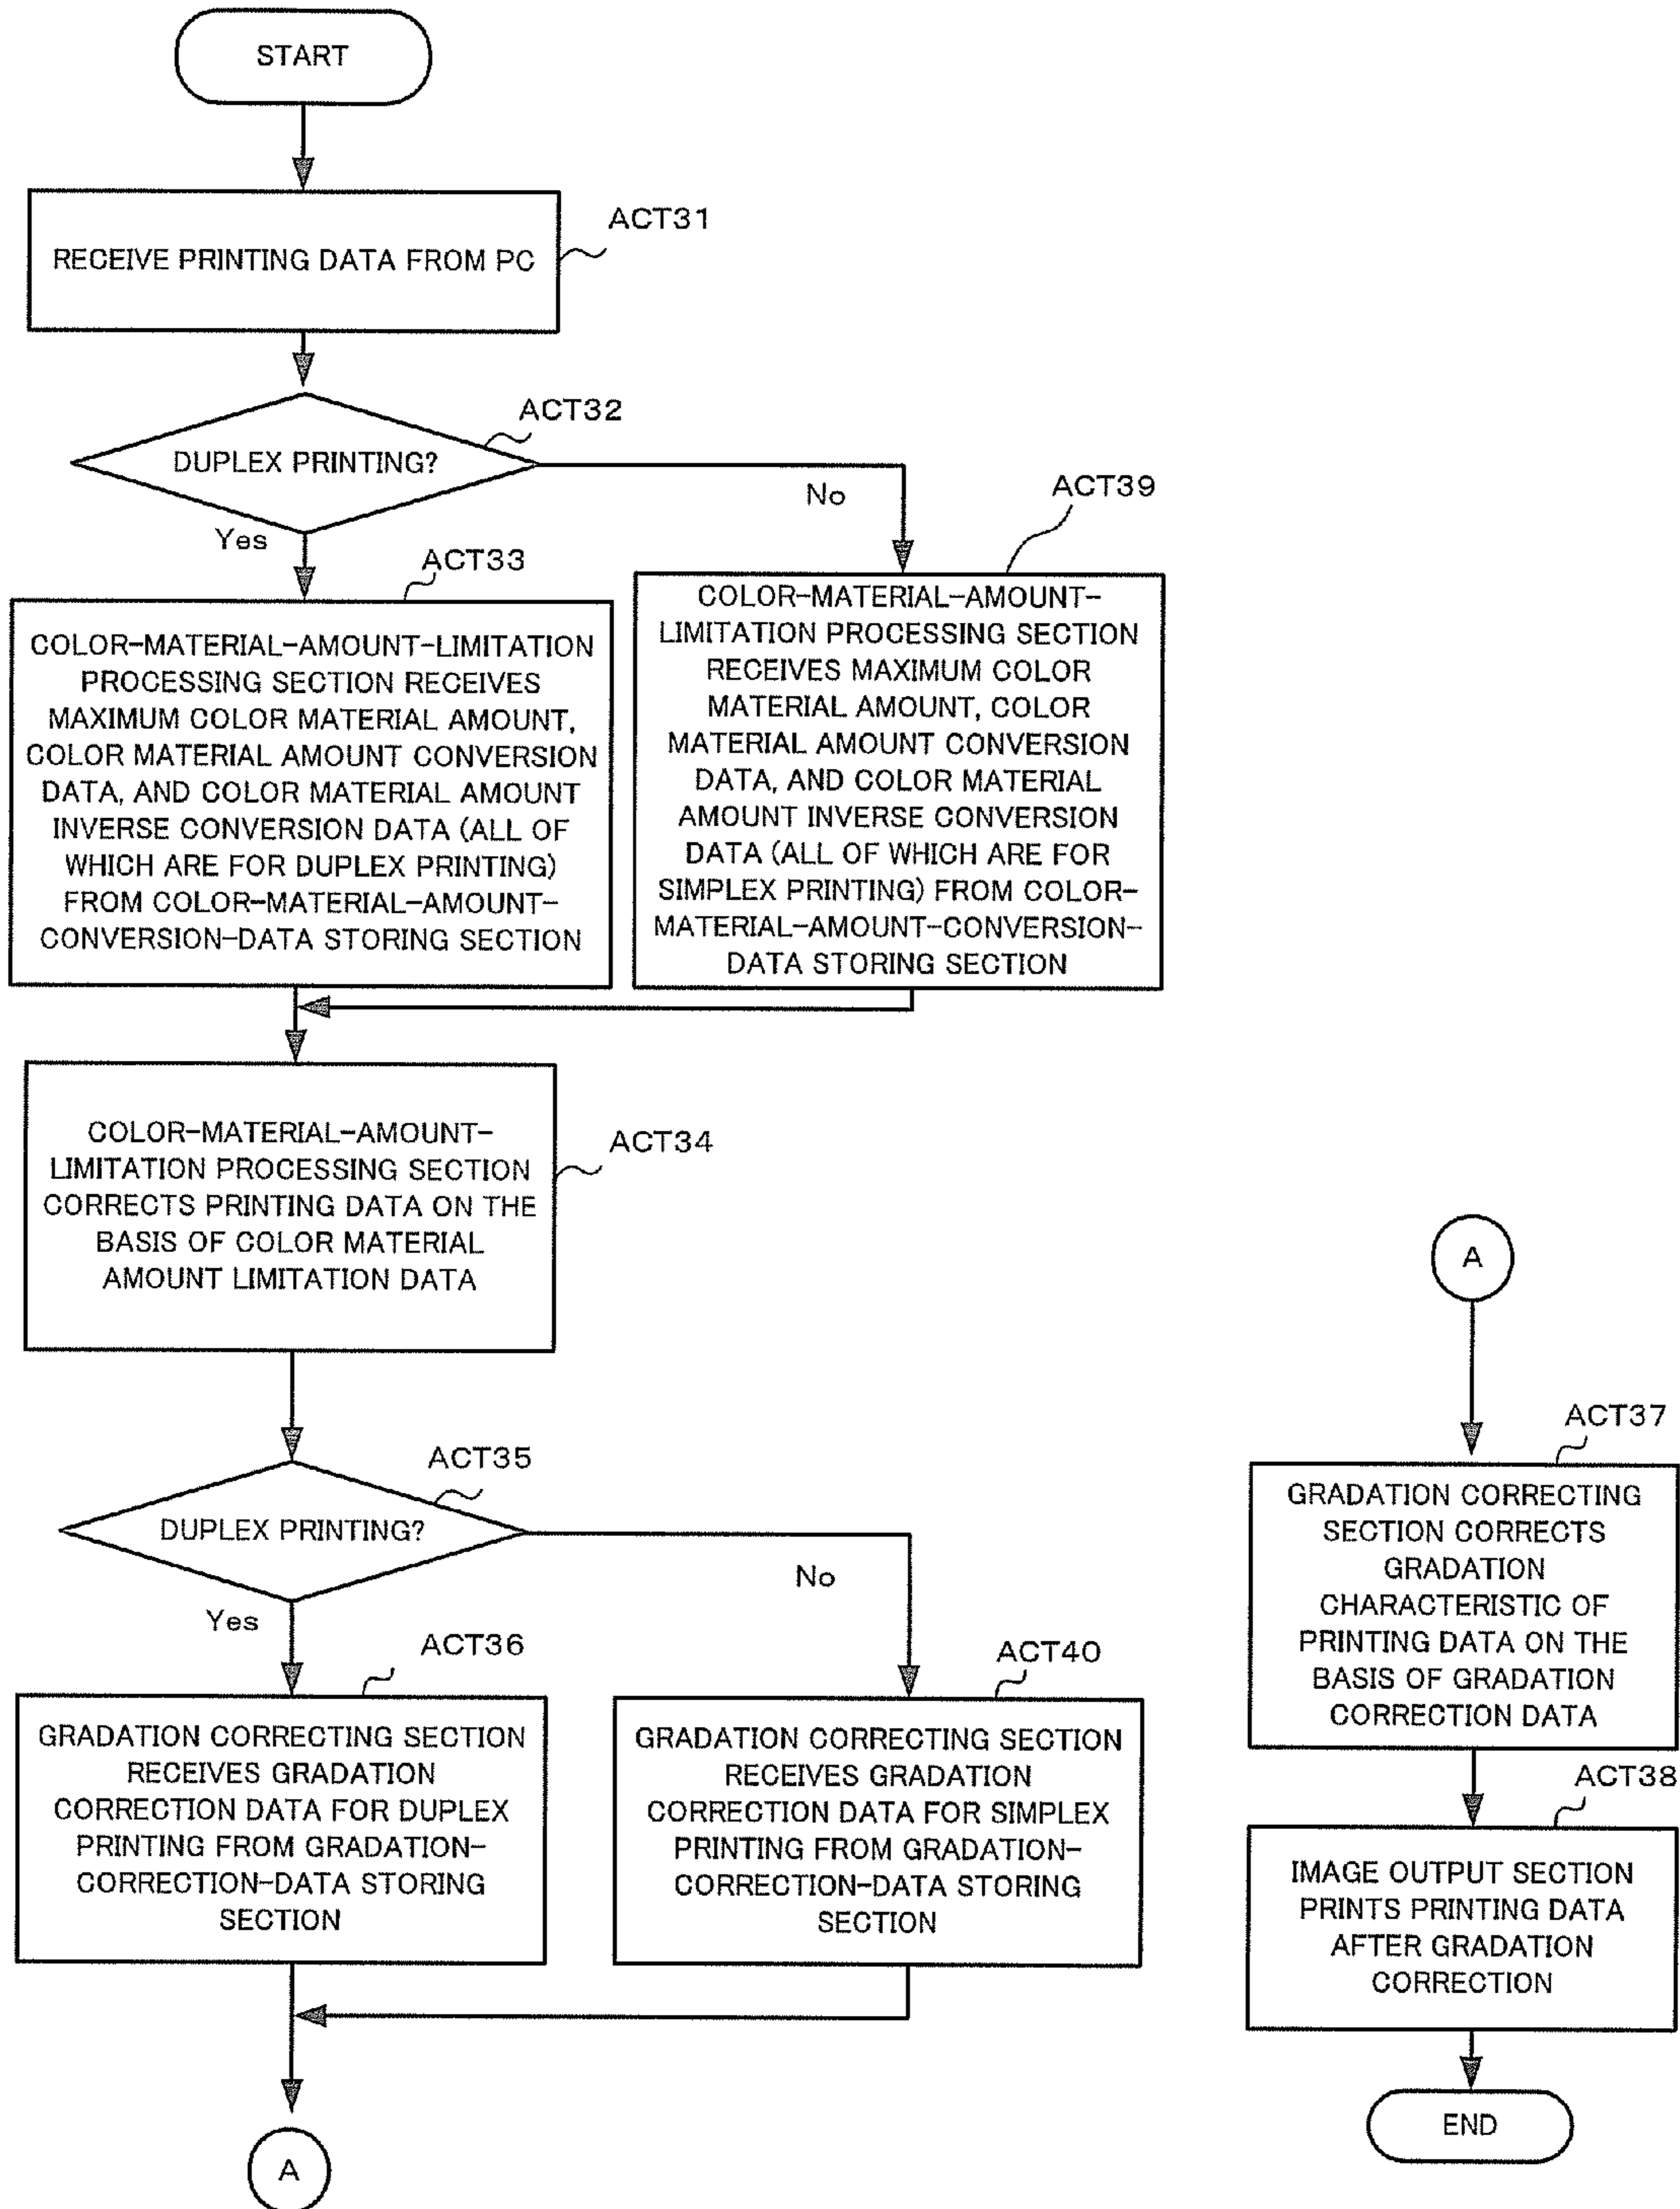 START
RECEIVE PRINTING DATA FROM PC
ACT31
DUPLEX PRINTING?
ACT32
Yes
No
ACT33
COLOR-MATERIAL-AMOUNT-LIMITATION
PROCESSING SECTION RECEIVES
MAXIMUM COLOR MATERIAL AMOUNT,
COLOR MATERIAL AMOUNT CONVERSION
DATA, AND COLOR MATERIAL AMOUNT
INVERSE CONVERSION DATA (ALL OF
WHICH ARE FOR DUPLEX PRINTING)
FROM COLOR-MATERIAL-AMOUNT-
CONVERSION-DATA STORING SECTION
ACT39
COLOR-MATERIAL-AMOUNT-
LIMITATION PROCESSING SECTION
RECEIVES MAXIMUM COLOR
MATERIAL AMOUNT, COLOR
MATERIAL AMOUNT CONVERSION
DATA, AND COLOR MATERIAL
AMOUNT INVERSE CONVERSION
DATA (ALL OF WHICH ARE FOR
SIMPLEX PRINTING) FROM COLOR-
MATERIAL-AMOUNT-CONVERSION-
DATA STORING SECTION
COLOR-MATERIAL-AMOUNT-
LIMITATION PROCESSING SECTION
CORRECTS PRINTING DATA ON THE
BASIS OF COLOR MATERIAL
AMOUNT LIMITATION DATA
ACT34
DUPLEX PRINTING?
ACT35
Yes
No
ACT36
GRADATION CORRECTING SECTION
RECEIVES GRADATION
CORRECTION DATA FOR DUPLEX
PRINTING FROM GRADATION-
CORRECTION-DATA STORING
SECTION
ACT40
GRADATION CORRECTING SECTION
RECEIVES GRADATION
CORRECTION DATA FOR SIMPLEX
PRINTING FROM GRADATION-
CORRECTION-DATA STORING
SECTION
A
A
ACT37
GRADATION CORRECTING
SECTION CORRECTS
GRADATION
CHARACTERISTIC OF
PRINTING DATA ON THE
BASIS OF GRADATION
CORRECTION DATA
ACT38
IMAGE OUTPUT SECTION
PRINTS PRINTING DATA
AFTER GRADATION
CORRECTION
END